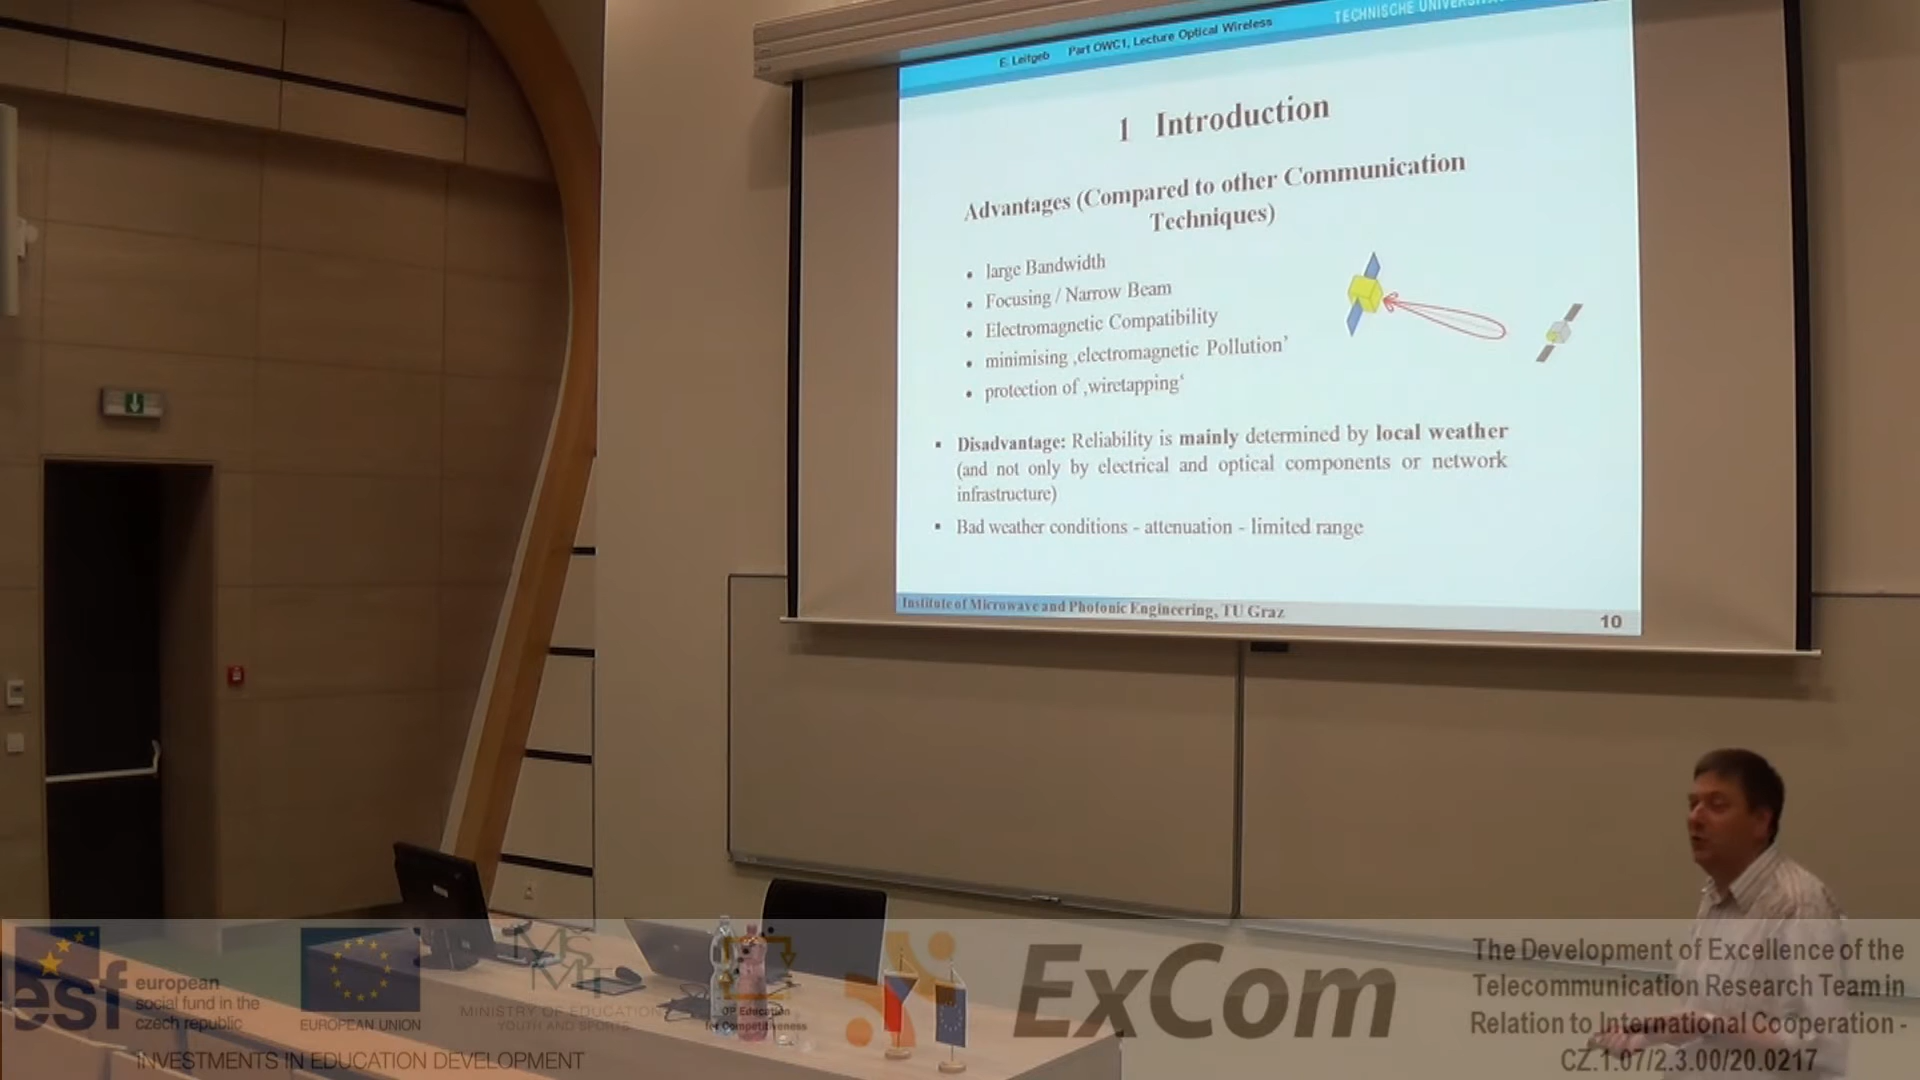 E. Leitgeb Part OWC1, Lecture Optical Wireless
TECHNISCHE
1 Introduction
Advantages (Compared to other Communication
Techniques)
• large Bandwidth
• Focusing / Narrow Beam
• Electromagnetic Compatibility
• minimising ‚electromagnetic Pollution’
• protection of ‚wiretapping‘
▪ Disadvantage: Reliability is mainly determined by local weather
(and not only by electrical and optical components or network
infrastructure)
▪ Bad weather conditions - attenuation - limited range
Institute of Microwave and Photonic Engineering, TU Graz
10
esf
european
social fund in the
czech republic
EUROPEAN UNION
MINISTRY OF EDUCATION
YOUTH AND SPORTS
OP Education
for Competitiveness
INVESTMENTS IN EDUCATION DEVELOPMENT
ExCom
The Development of Excellence of the
Telecommunication Research Team in
Relation to International Cooperation -
CZ.1.07/2.3.00/20.0217